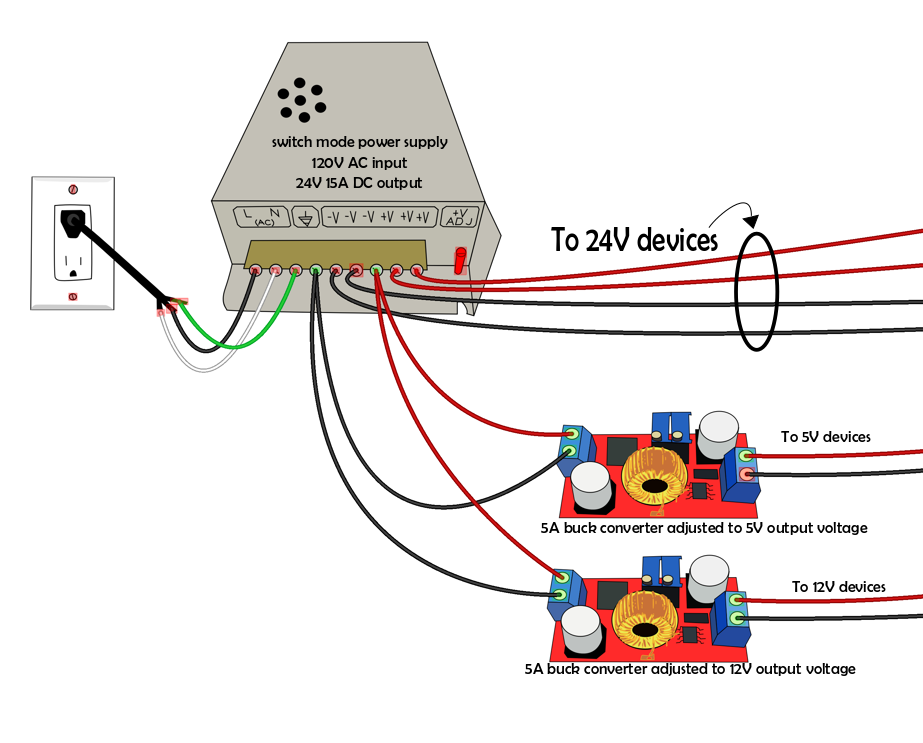 switch mode power supply
120V AC input
24V 15A DC output
L N
(AC)
-V -V -V +V +V +V
+V
ADJ
To 24V devices
To 5V devices
5A buck converter adjusted to 5V output voltage
To 12V devices
5A buck converter adjusted to 12V output voltage